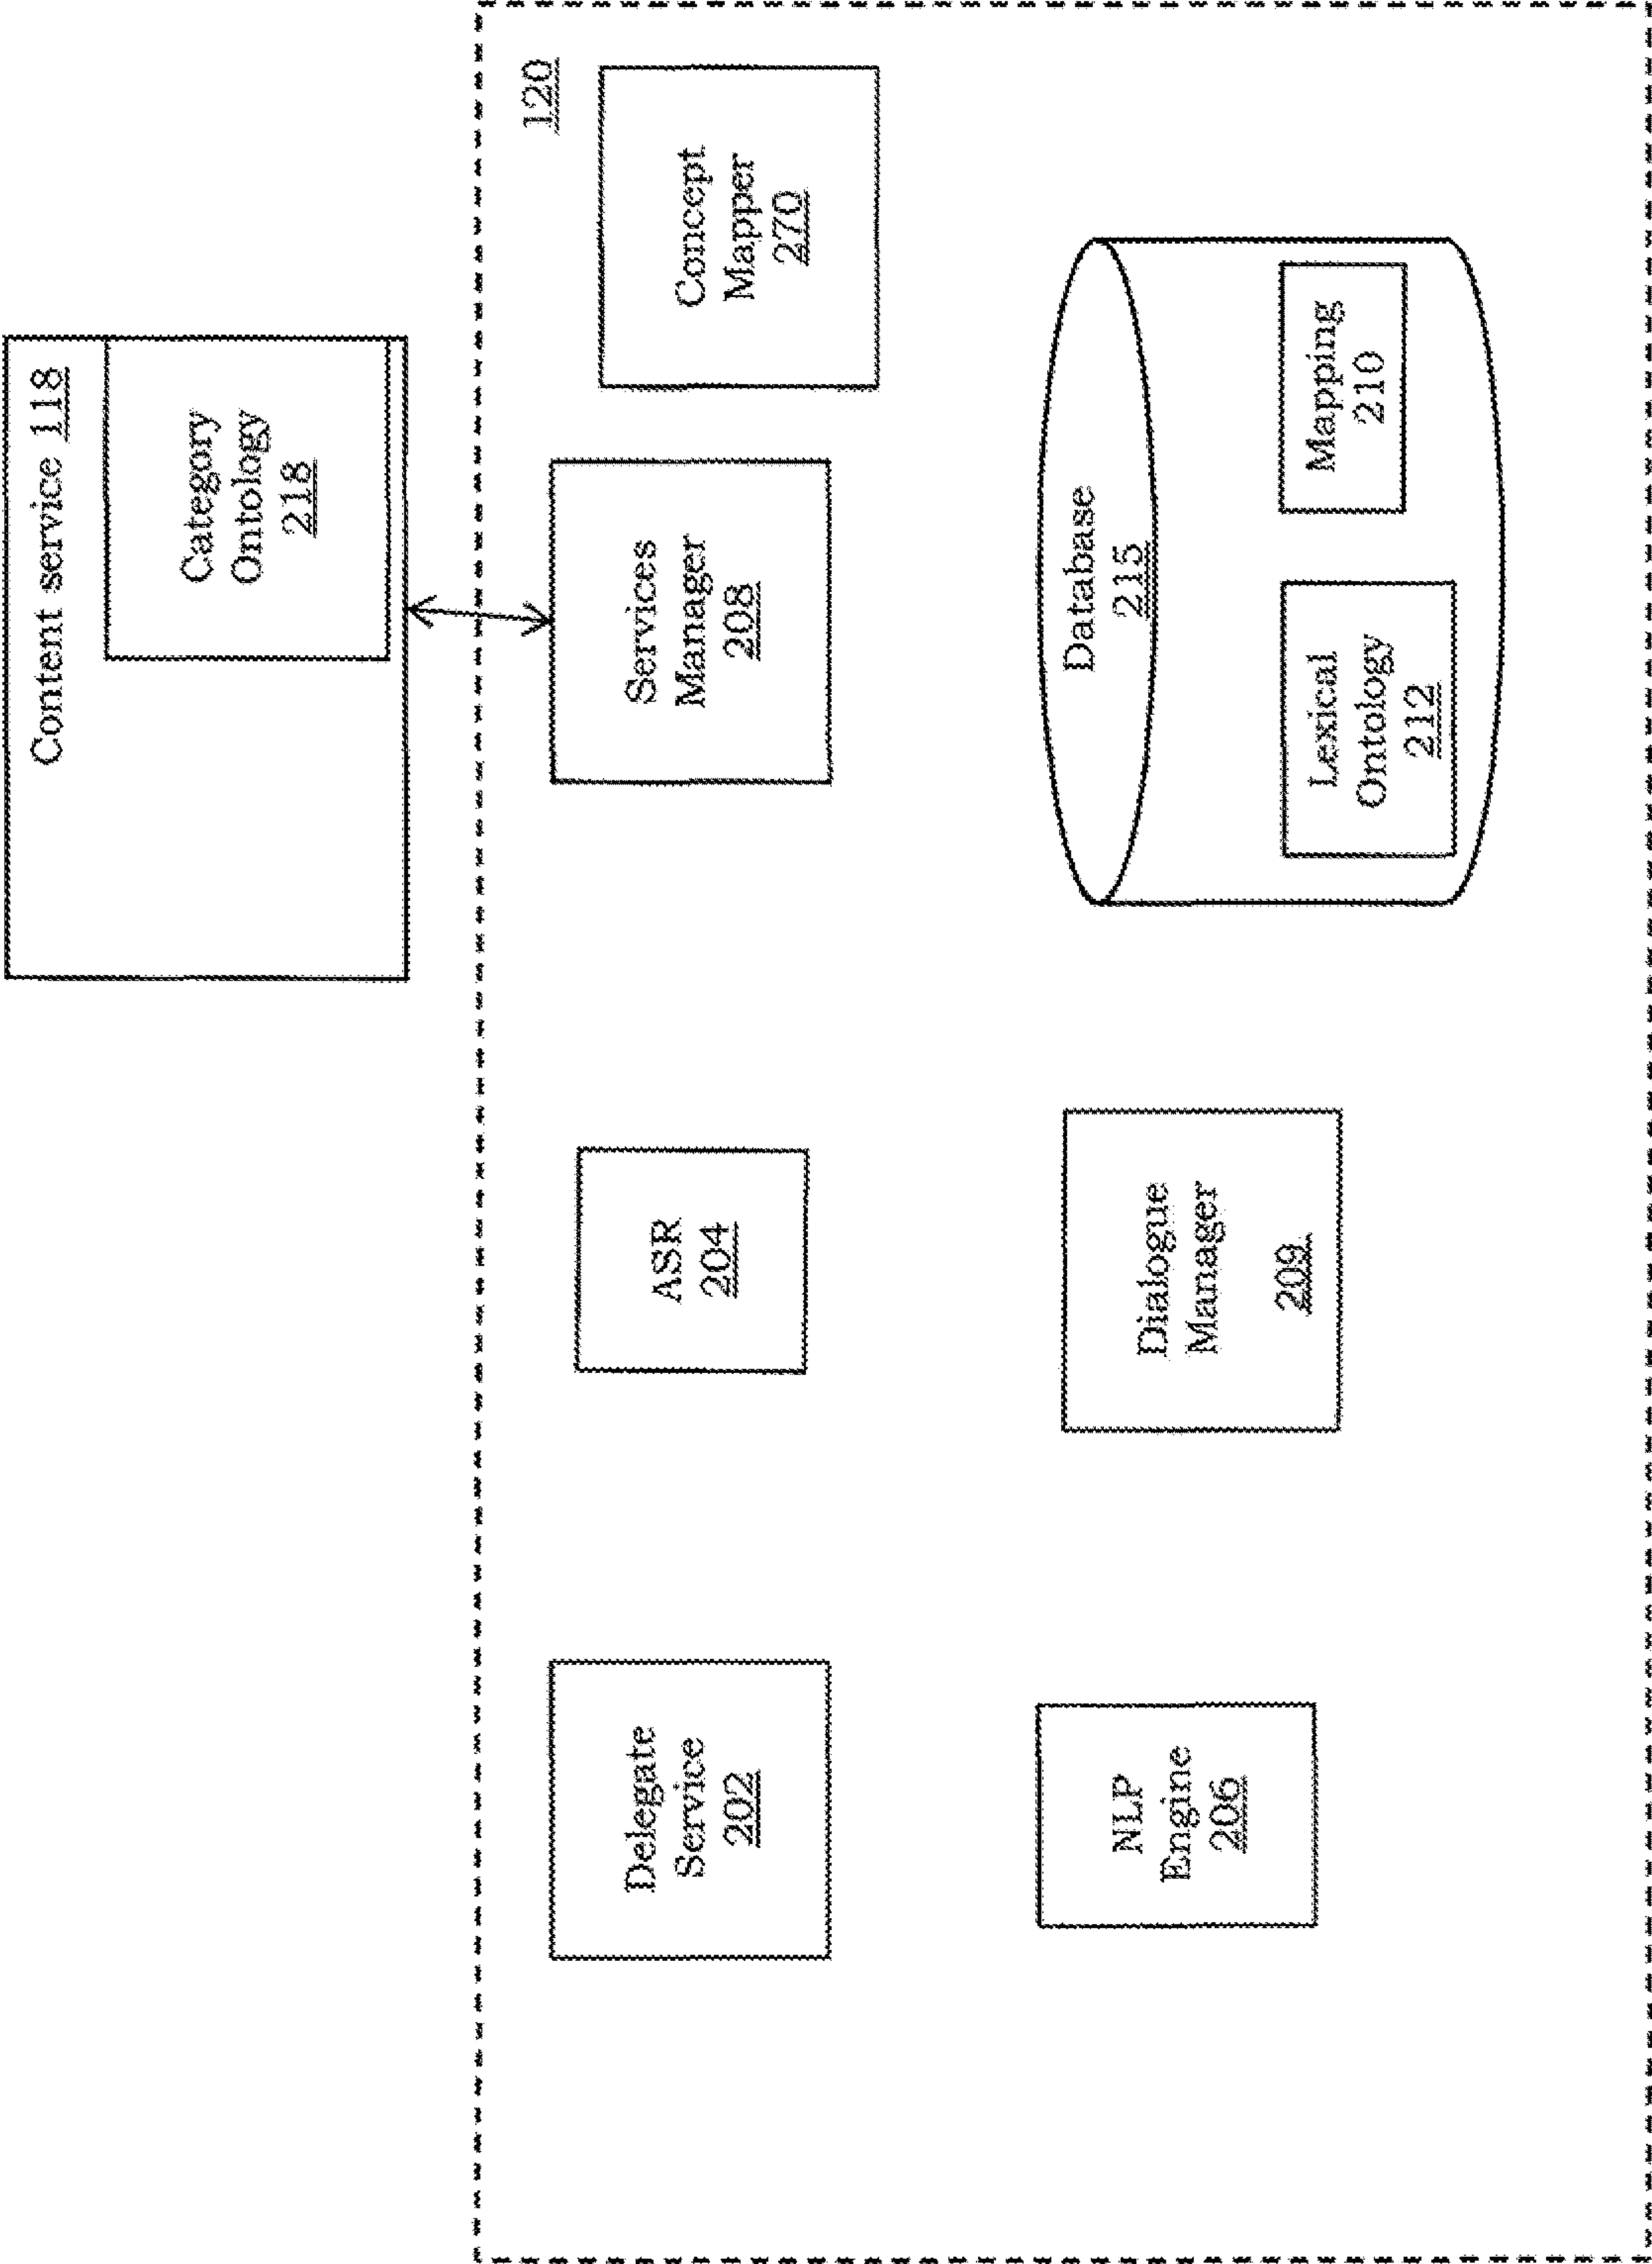 Content service 118
Category
Ontology
218
120
Delegate
Service
202
ASR
204
Services
Manager
208
Concept
Mapper
270
NLP
Engine
206
Dialogue
Manager
209
Database
215
Lexical
Ontology
212
Mapping
210